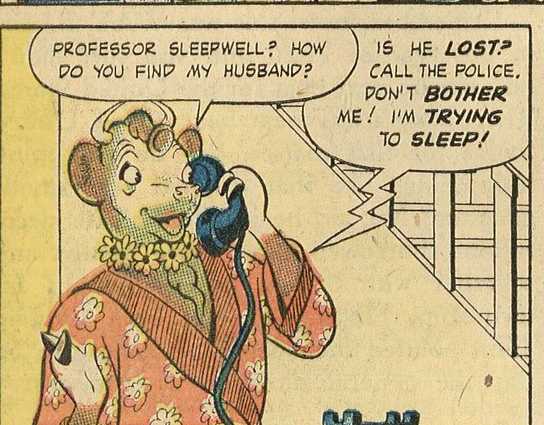 PROFESSOR SLEEPWELL? HOW
DO YOU FIND MY HUSBAND?
IS HE LOST?
CALL THE POLICE.
DON'T BOTHER
ME! I'M TRYING
TO SLEEP!